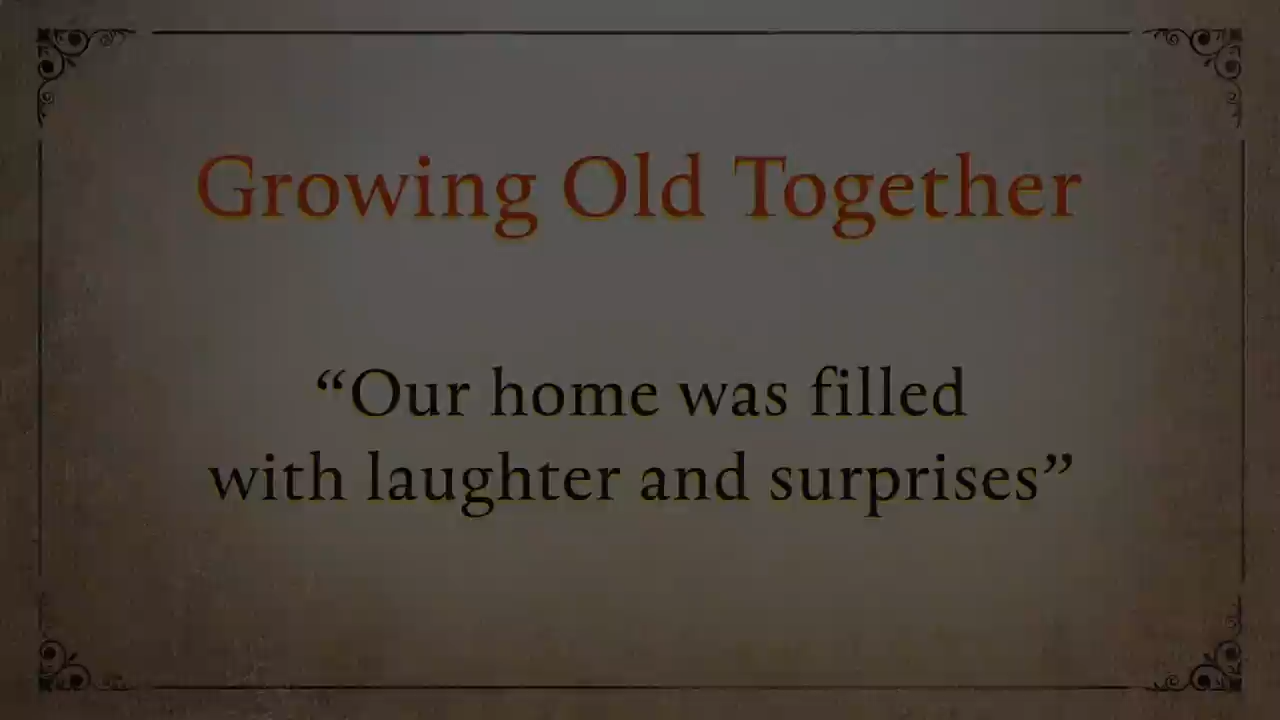 Growing Old Together
“Our home was filled
with laughter and surprises”